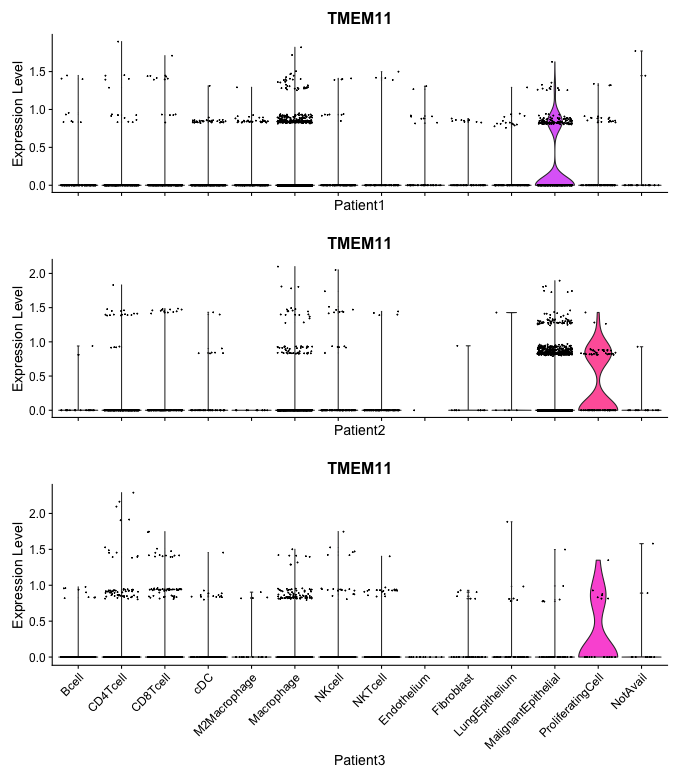 TMEM11
Expression Level
1.5
1.0
0.5
0.0
Patient1
TMEM11
Expression Level
2.0
1.5
1.0
0.5
0.0
Patient2
TMEM11
Expression Level
2.0
1.5
1.0
0.5
0.0
Bcell
CD4Tcell
CD8Tcell
cDC
M2Macrophage
Macrophage
NKcell
NKTcell
Endothelium
Fibroblast
LungEpithelium
MalignantEpithelial
ProliferatingCell
NotAvail
Patient3